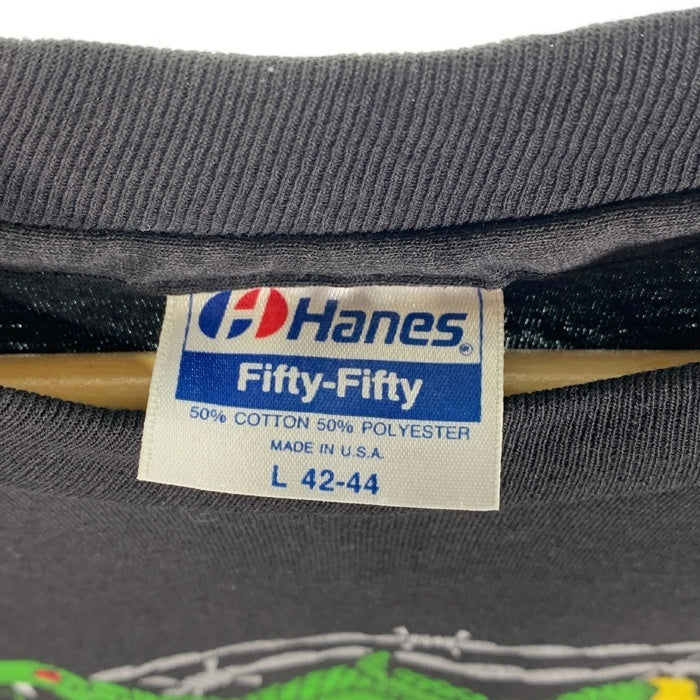 Hanes®
Fifty-Fifty
50% COTTON 50% POLYESTER
MADE IN U.S.A.
L 42-44